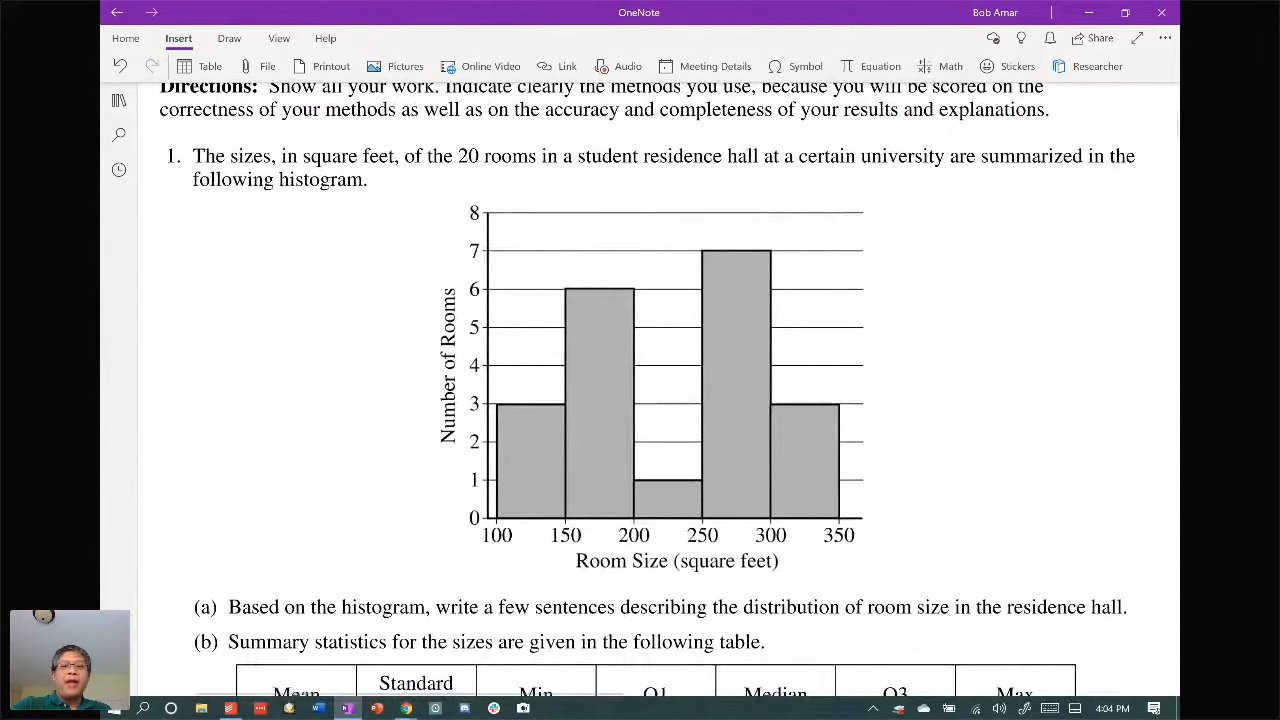 OneNote
Bob Amar
Home Insert Draw View Help
Share
Table File Printout Pictures Online Video Link Audio Meeting Details Symbol Equation Math Stickers Researcher
Directions: Show all your work. Indicate clearly the methods you use, because you will be scored on the
correctness of your methods as well as on the accuracy and completeness of your results and explanations.
1. The sizes, in square feet, of the 20 rooms in a student residence hall at a certain university are summarized in the
following histogram.
8
7
6
5
4
3
2
1
0
Number of Rooms
100 150 200 250 300 350
Room Size (square feet)
(a) Based on the histogram, write a few sentences describing the distribution of room size in the residence hall.
(b) Summary statistics for the sizes are given in the following table.
Standard
Mean Min Q1 Median Q3 Max
4:04 PM